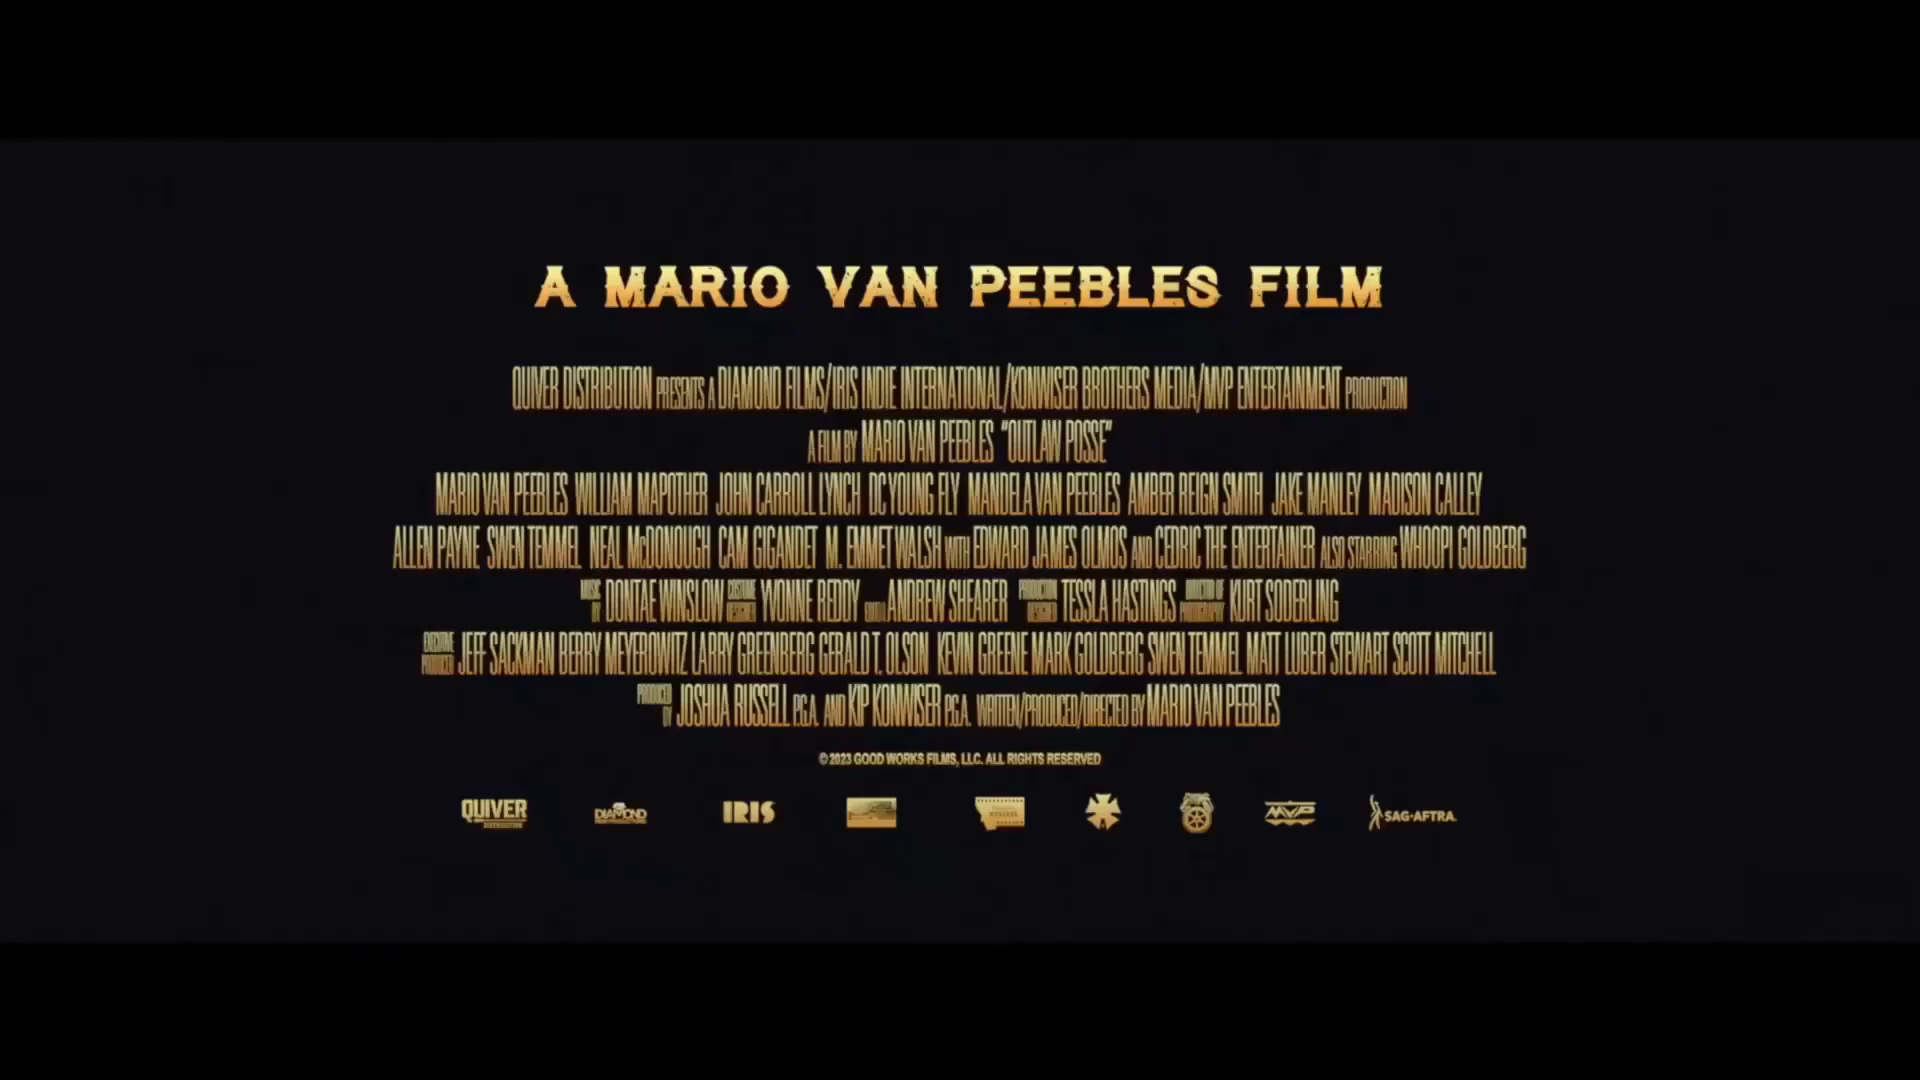 A MARIO VAN PEEBLES FILM
QUIVER DISTRIBUTION PRESENTS A DIAMOND FILMS/IRIS INDIE INTERNATIONAL/KONWISER BROTHERS MEDIA/MVP ENTERTAINMENT PRODUCTION
A FILM BY MARIO VAN PEEBLES "OUTLAW POSSE"
MARIO VAN PEEBLES WILLIAM MAPOTHER JOHN CARROLL LYNCH DC YOUNG FLY MANDELA VAN PEEBLES AMBER REIGN SMITH JAKE MANLEY MADISON CALLEY
ALLEN PAYNE SWEN TEMMEL NEAL McDONOUGH CAM GIGANDET M. EMMET WALSH WITH EDWARD JAMES OLMOS AND CEDRIC THE ENTERTAINER ALSO STARRING WHOOPI GOLDBERG
MUSIC BY DONTAE WINSLOW COSTUME DESIGNER YVONNE REDDY ANDREW SHEARER PRODUCTION DESIGNER TESSLA HASTINGS DIRECTOR OF PHOTOGRAPHY KURT SODERLING
EXECUTIVE PRODUCER JEFF SACKMAN BERRY MEYEROWITZ LARRY GREENBERG GERALD T. OLSON KEVIN GREENE MARK GOLDBERG SWEN TEMMEL MATT LUBER STEWART SCOTT MITCHELL
PRODUCED BY JOSHUA RUSSELL P.G.A. AND KIP KONWISER P.G.A. WRITTEN/PRODUCED/DIRECTED BY MARIO VAN PEEBLES
©2023 GOOD WORKS FILMS, LLC. ALL RIGHTS RESERVED
QUIVER DISTRIBUTION DIAMOND IRIS MVP SAG·AFTRA